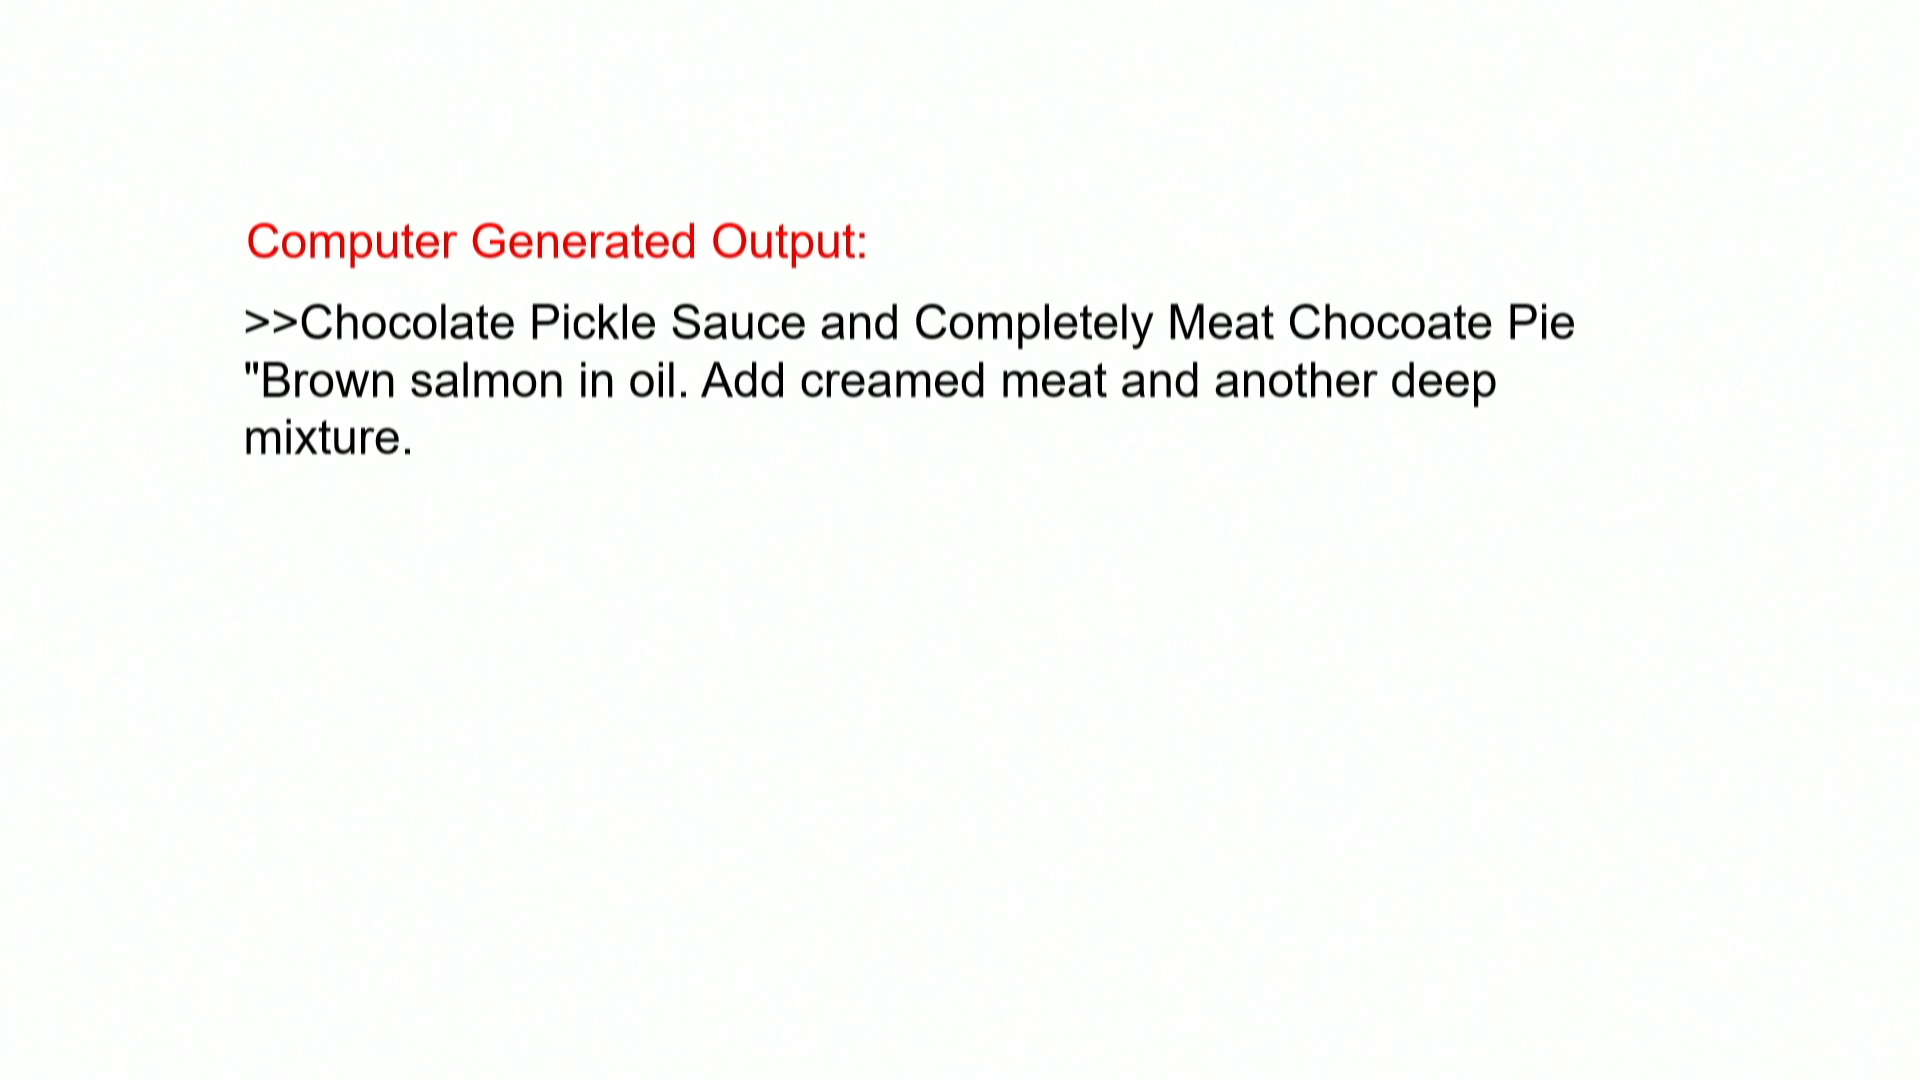 Computer Generated Output:
>>Chocolate Pickle Sauce and Completely Meat Chocoate Pie
"Brown salmon in oil. Add creamed meat and another deep
mixture.